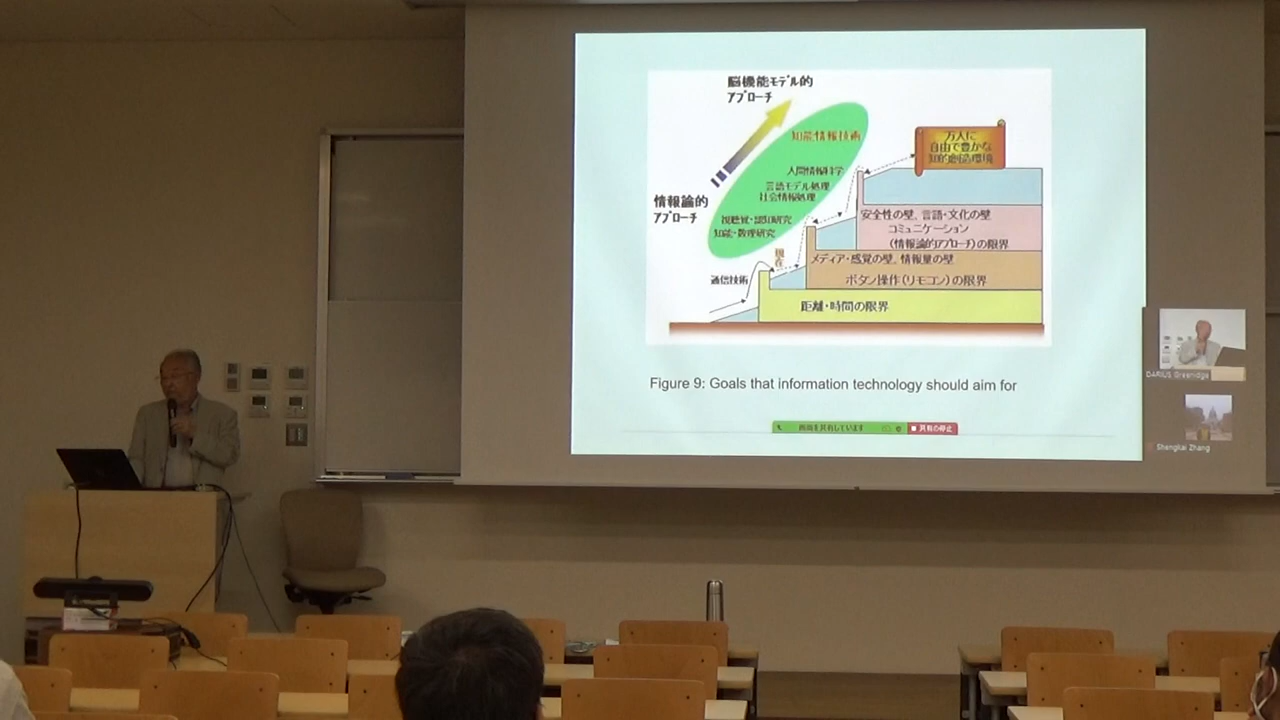 脳機能モデル的
アプローチ
知能情報技術
万人に
自由で豊かな
知的創造環境
人間情報科学
言語モデル処理
社会情報処理
情報論的
アプローチ
視聴覚・認知研究
知能・数理研究
安全性の壁、言語・文化の壁
コミュニケーション
(情報論的アプローチ)の限界
現在
メディア・感覚の壁、情報量の壁
通信技術
ボタン操作(リモコン)の限界
距離・時間の限界
Figure 9: Goals that information technology should aim for
画面を共有しています
共有の停止
DARIUS Greenidge
Shengkai Zhang